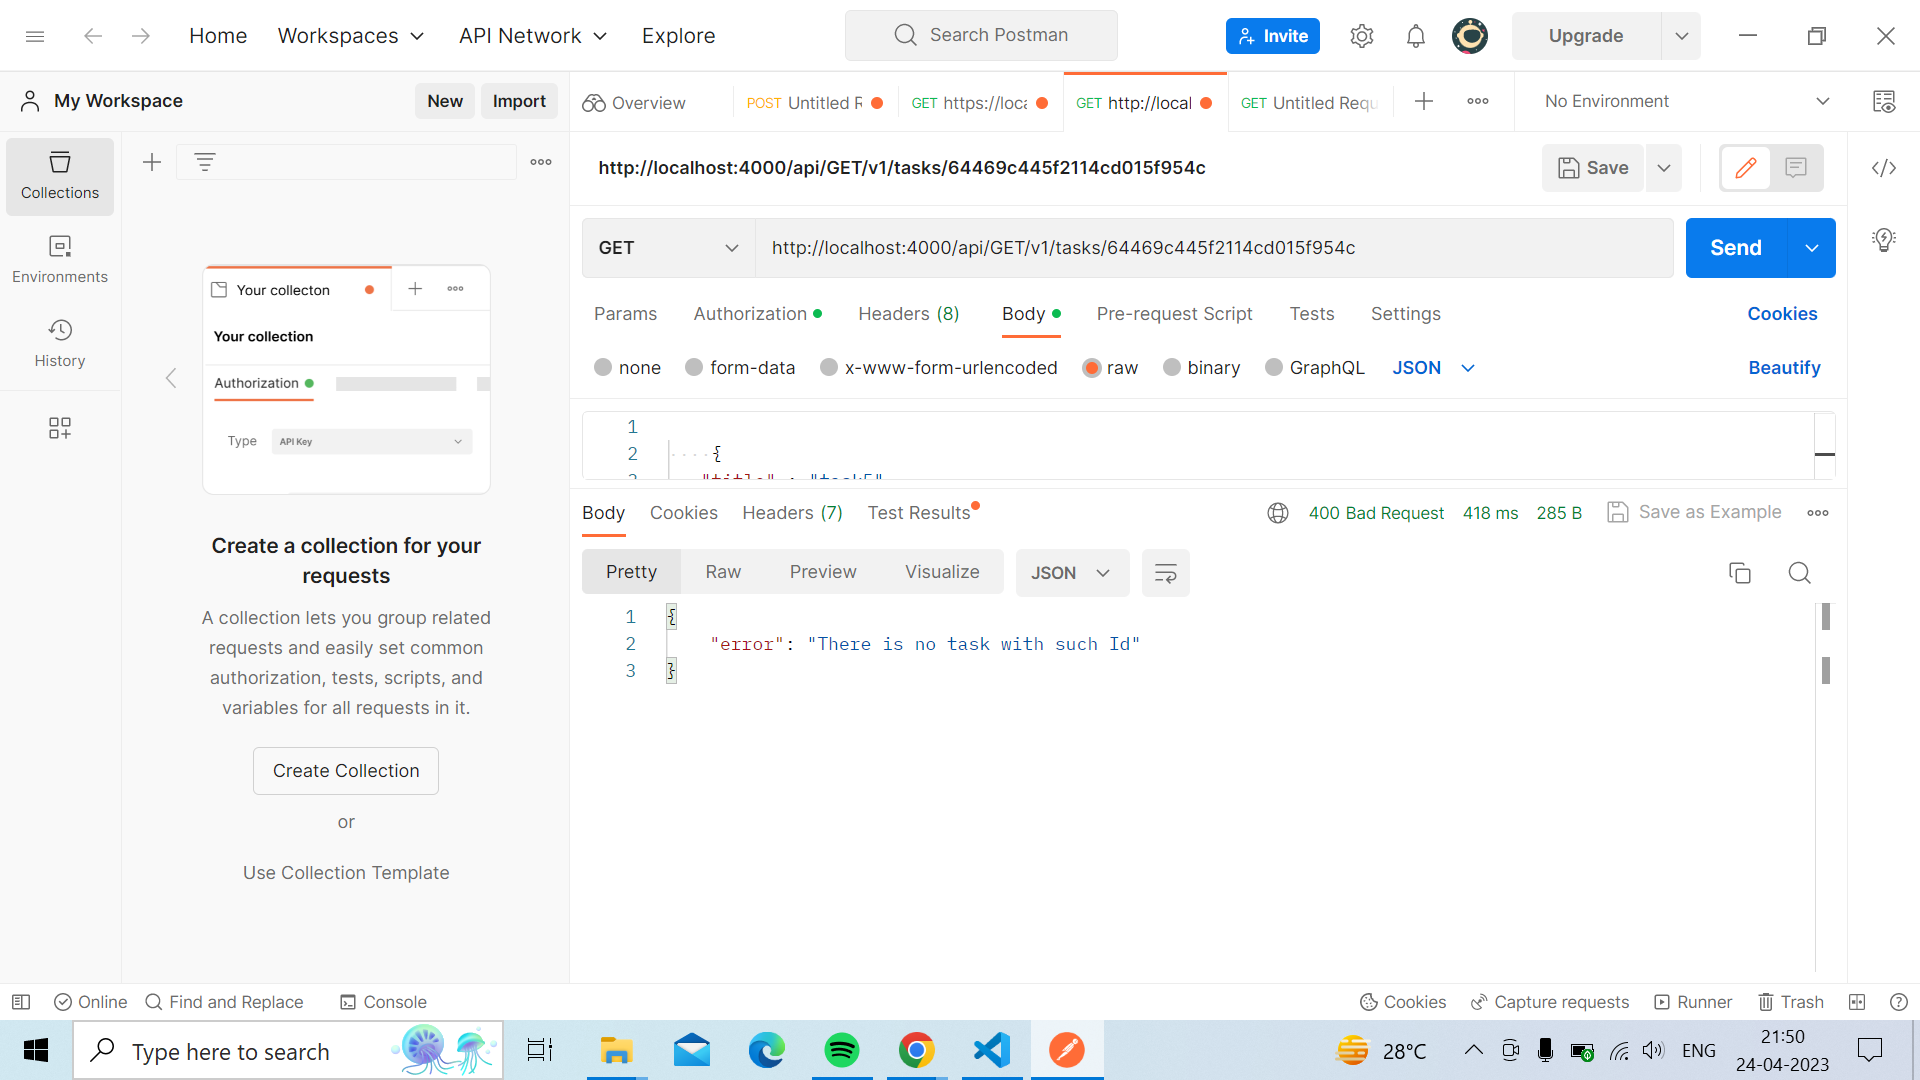 Home Workspaces API Network Explore Search Postman Invite Upgrade
My Workspace New Import
Overview POST Untitled R GET https://loca GET http://local GET Untitled Requ No Environment
Collections
Environments
History
Your collecton
Your collection
Authorization
Type API Key
Create a collection for your
requests
A collection lets you group related
requests and easily set common
authorization, tests, scripts, and
variables for all requests in it.
Create Collection
or
Use Collection Template
http://localhost:4000/api/GET/v1/tasks/64469c445f2114cd015f954c Save
GET http://localhost:4000/api/GET/v1/tasks/64469c445f2114cd015f954c Send
Params Authorization Headers (8) Body Pre-request Script Tests Settings Cookies
none form-data x-www-form-urlencoded raw binary GraphQL JSON Beautify
1
2 {
"title" : "task5"
Body Cookies Headers (7) Test Results 400 Bad Request 418 ms 285 B Save as Example
Pretty Raw Preview Visualize JSON
1 {
2 "error": "There is no task with such Id"
3 }
Online Find and Replace Console Cookies Capture requests Runner Trash
Type here to search 28°C ENG 21:50
24-04-2023